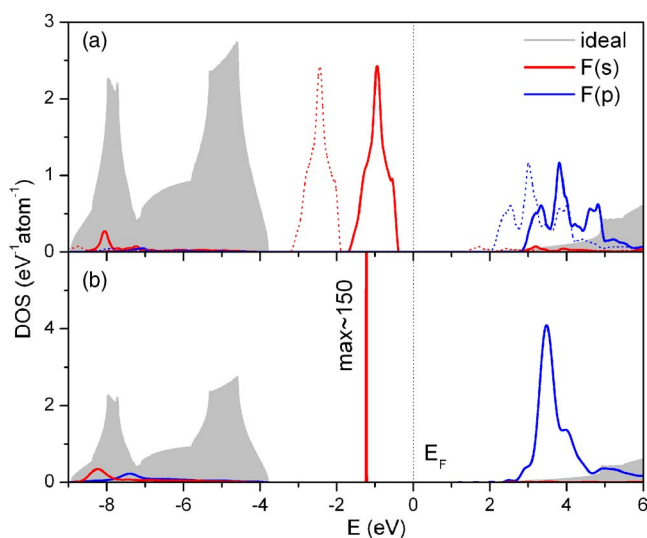 (a)
ideal
F(s)
F(p)
3
2
1
0
DOS (eV⁻¹atom⁻¹)
(b)
max~150
E_F
4
2
0
-8 -6 -4 -2 0 2 4 6
E (eV)